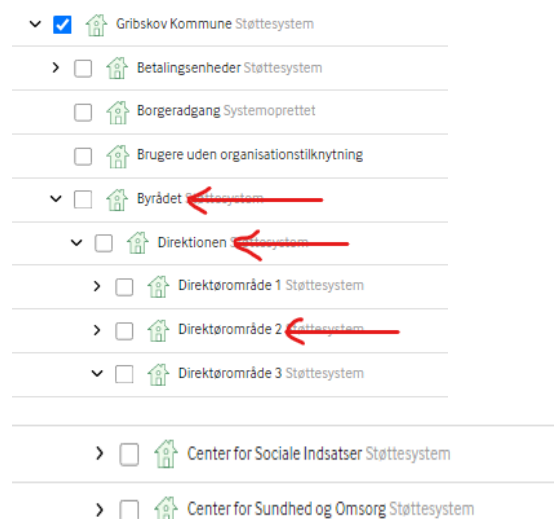 Gribskov Kommune Støttesystem
Betalingsenheder Støttesystem
Borgeradgang Systemoprettet
Brugere uden organisationstilknytning
Byrådet Støttesystem
Direktionen Støttesystem
Direktørområde 1 Støttesystem
Direktørområde 2 Støttesystem
Direktørområde 3 Støttesystem
Center for Sociale Indsatser Støttesystem
Center for Sundhed og Omsorg Støttesystem